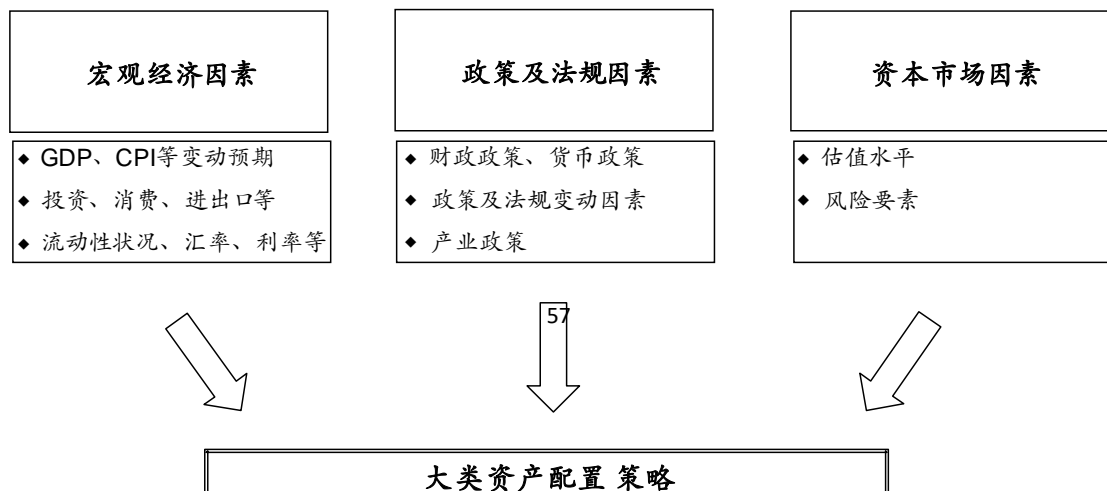 宏观经济因素
◆ GDP、CPI等变动预期
◆ 投资、消费、进出口等
◆ 流动性状况、汇率、利率等
政策及法规因素
◆ 财政政策、货币政策
◆ 政策及法规变动因素
◆ 产业政策
资本市场因素
◆ 估值水平
◆ 风险要素
57
大类资产配置 策略